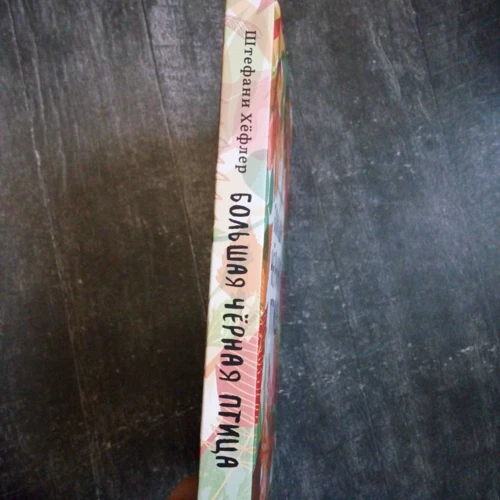 Штефани Хёфлер
БОЛЬШАЯ ЧЁРНАЯ ПТИЦА